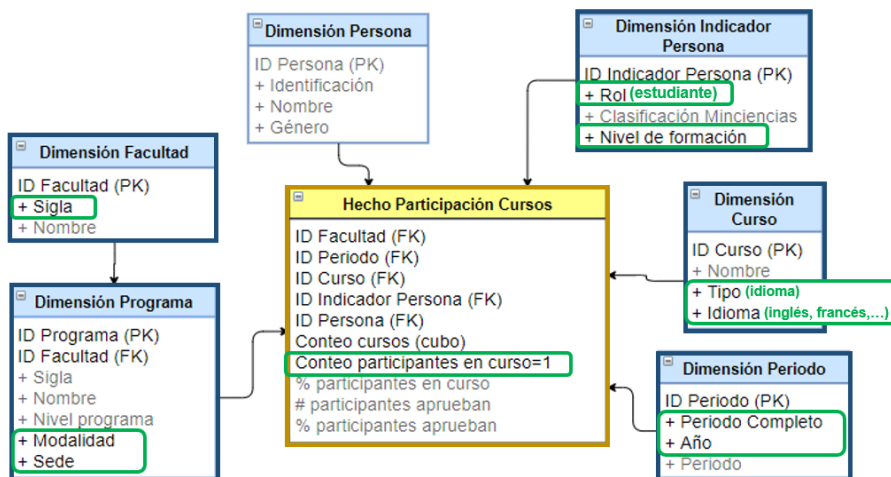 Dimensión Persona
ID Persona (PK)
+ Identificación
+ Nombre
+ Género
Dimensión Indicador
Persona
ID Indicador Persona (PK)
+ Rol (estudiante)
+ Clasificación Minciencias
+ Nivel de formación
Dimensión Facultad
ID Facultad (PK)
+ Sigla
+ Nombre
Hecho Participación Cursos
ID Facultad (FK)
ID Periodo (FK)
ID Curso (FK)
ID Indicador Persona (FK)
ID Persona (FK)
Conteo cursos (cubo)
Conteo participantes en curso=1
% participantes en curso
# participantes aprueban
% participantes aprueban
Dimensión
Curso
ID Curso (PK)
+ Nombre
+ Tipo (idioma)
+ Idioma (inglés, francés,...)
Dimensión Programa
ID Programa (PK)
ID Facultad (FK)
+ Sigla
+ Nombre
+ Nivel programa
+ Modalidad
+ Sede
Dimensión Periodo
ID Periodo (PK)
+ Periodo Completo
+ Año
+ Periodo